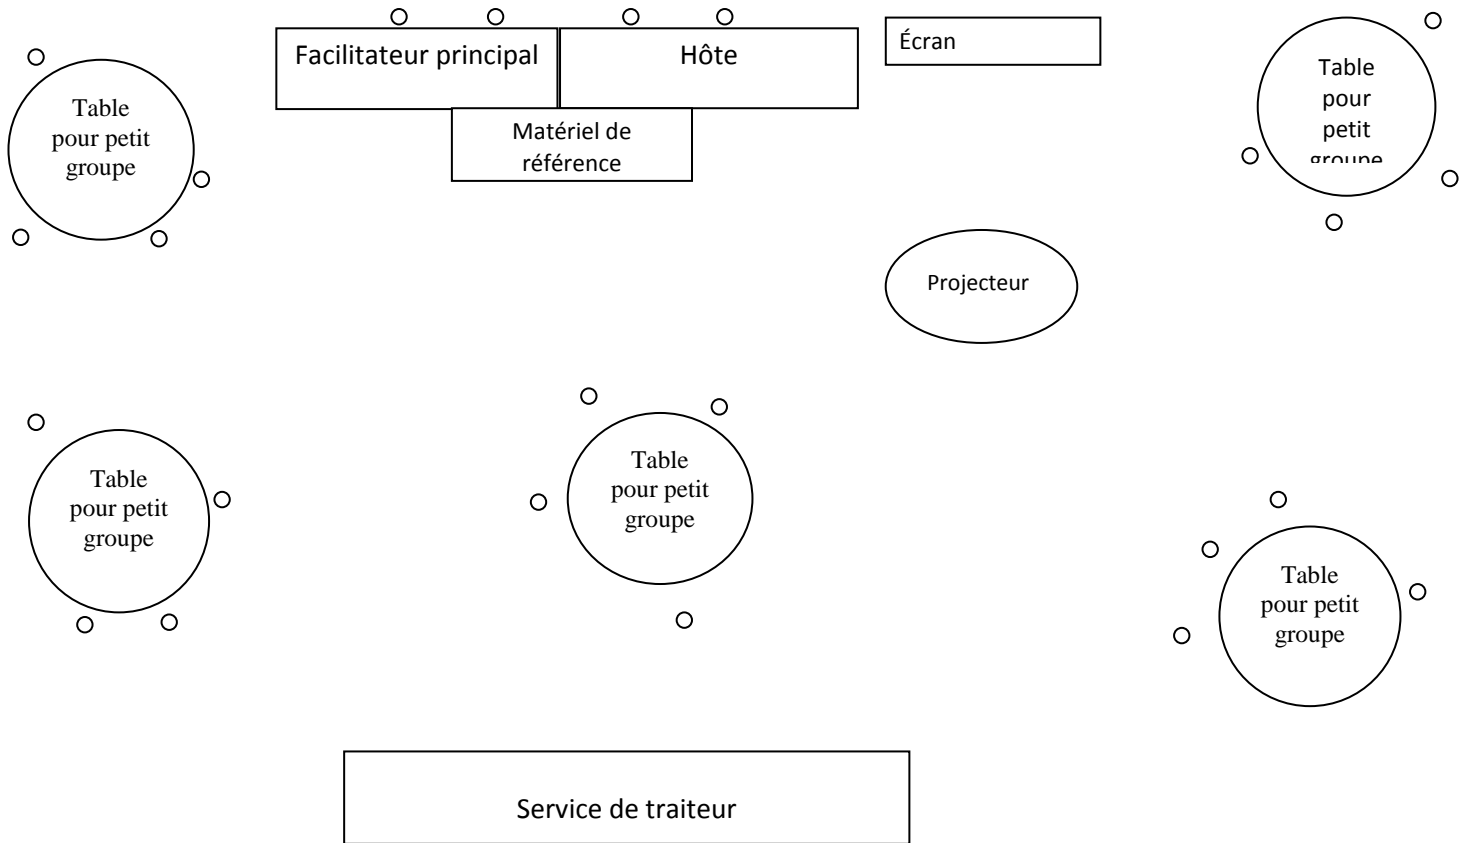 Facilitateur principal
Hôte
Écran
Table
pour petit
groupe
Matériel de
référence
Table
pour
petit
groupe
Projecteur
Table
pour petit
groupe
Table
pour petit
groupe
Table
pour petit
groupe
Service de traiteur